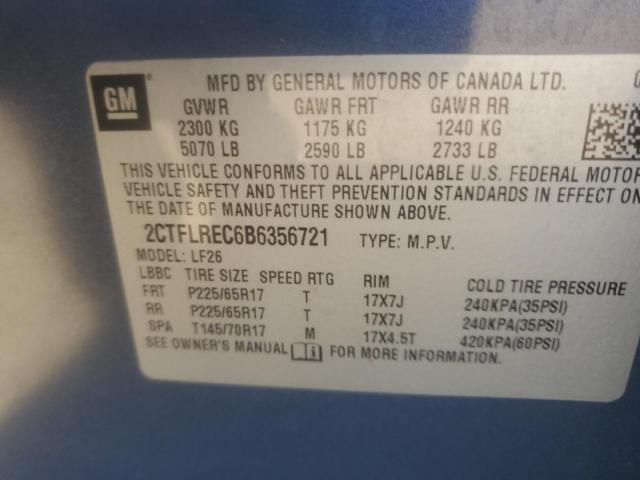 GM
MFD BY GENERAL MOTORS OF CANADA LTD.
GVWR GAWR FRT GAWR RR
2300 KG 1175 KG 1240 KG
5070 LB 2590 LB 2733 LB
THIS VEHICLE CONFORMS TO ALL APPLICABLE U.S. FEDERAL MOTOR
VEHICLE SAFETY AND THEFT PREVENTION STANDARDS IN EFFECT ON
THE DATE OF MANUFACTURE SHOWN ABOVE.
2CTFLREC6B6356721 TYPE: M.P.V.
MODEL: LF26
LBBC TIRE SIZE SPEED RTG RIM COLD TIRE PRESSURE
FRT P225/65R17 T 17X7J 240KPA(35PSI)
RR P225/65R17 T 17X7J 240KPA(35PSI)
SPA T145/70R17 M 17X4.5T 420KPA(60PSI)
SEE OWNER'S MANUAL FOR MORE INFORMATION.